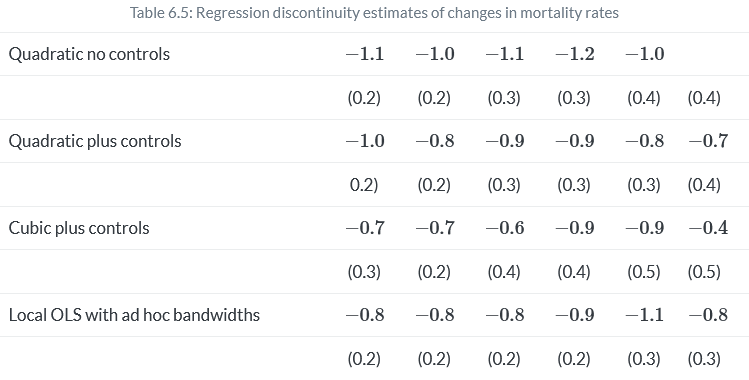 Table 6.5: Regression discontinuity estimates of changes in mortality rates
Quadratic no controls −1.1 −1.0 −1.1 −1.2 −1.0
(0.2) (0.2) (0.3) (0.3) (0.4) (0.4)
Quadratic plus controls −1.0 −0.8 −0.9 −0.9 −0.8 −0.7
0.2) (0.2) (0.3) (0.3) (0.3) (0.4)
Cubic plus controls −0.7 −0.7 −0.6 −0.9 −0.9 −0.4
(0.3) (0.2) (0.4) (0.4) (0.5) (0.5)
Local OLS with ad hoc bandwidths −0.8 −0.8 −0.8 −0.9 −1.1 −0.8
(0.2) (0.2) (0.2) (0.2) (0.3) (0.3)